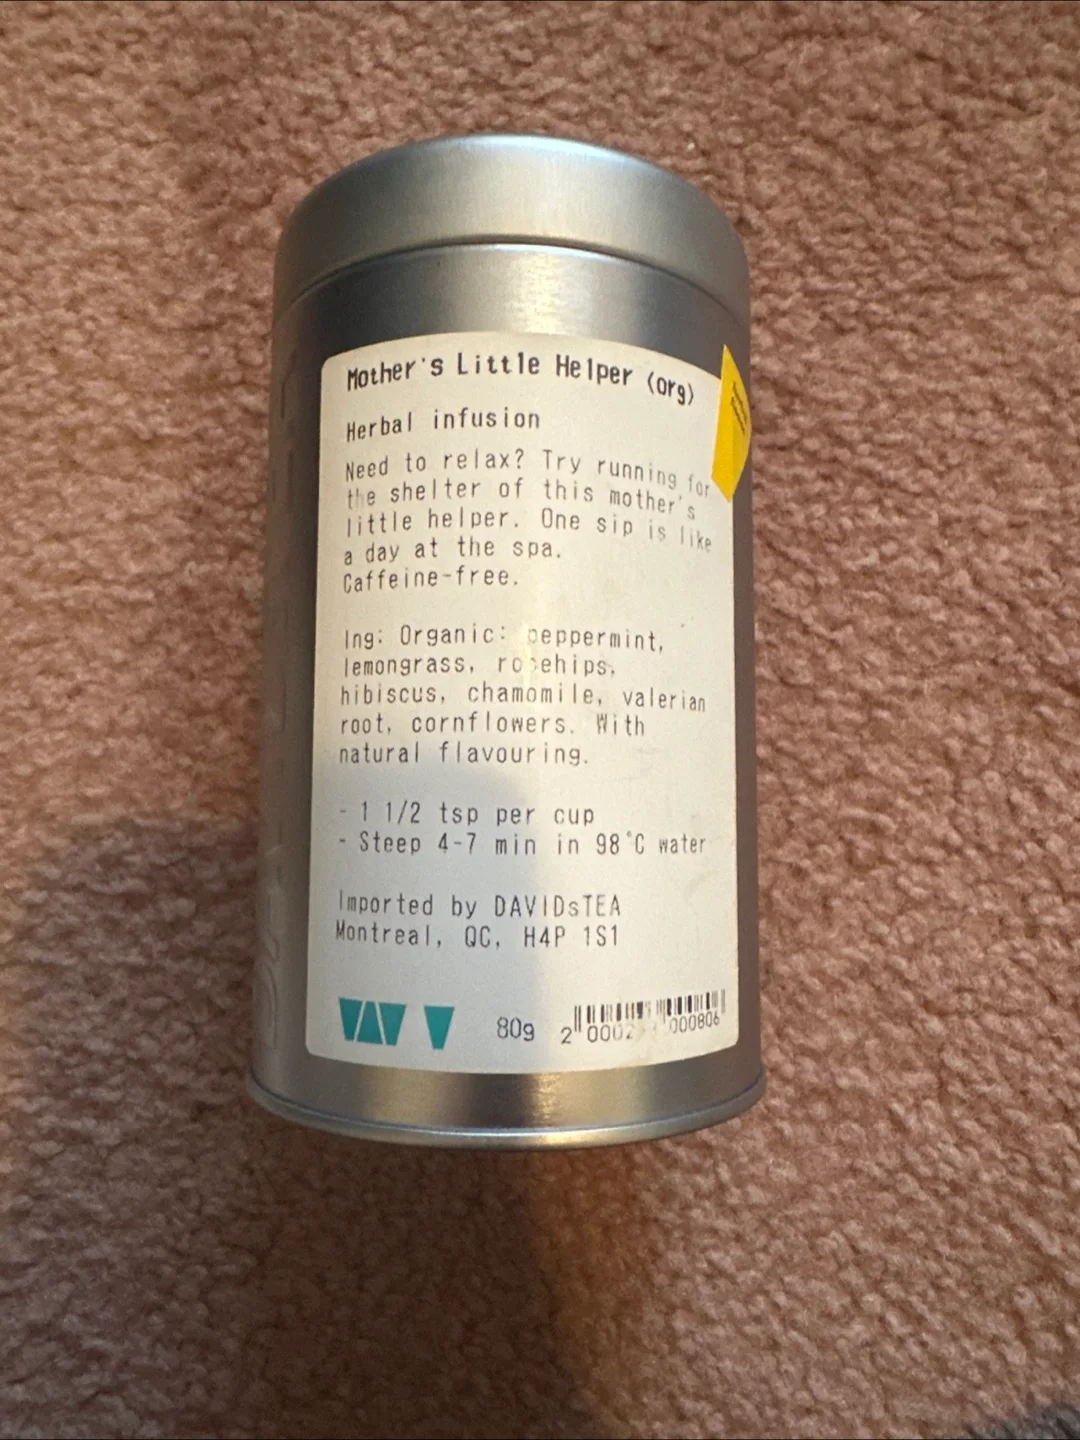 Mother's Little Helper (org)
Herbal infusion
Need to relax? Try running for
the shelter of this mother's
little helper. One sip is like
a day at the spa.
Caffeine-free.
Ing: Organic: peppermint,
lemongrass, rosehips,
hibiscus, chamomile, valerian
root, cornflowers. With
natural flavouring.
- 1 1/2 tsp per cup
- Steep 4-7 min in 98°C water
Imported by DAVIDsTEA
Montreal, QC, H4P 1S1
80g
2 0002 000806